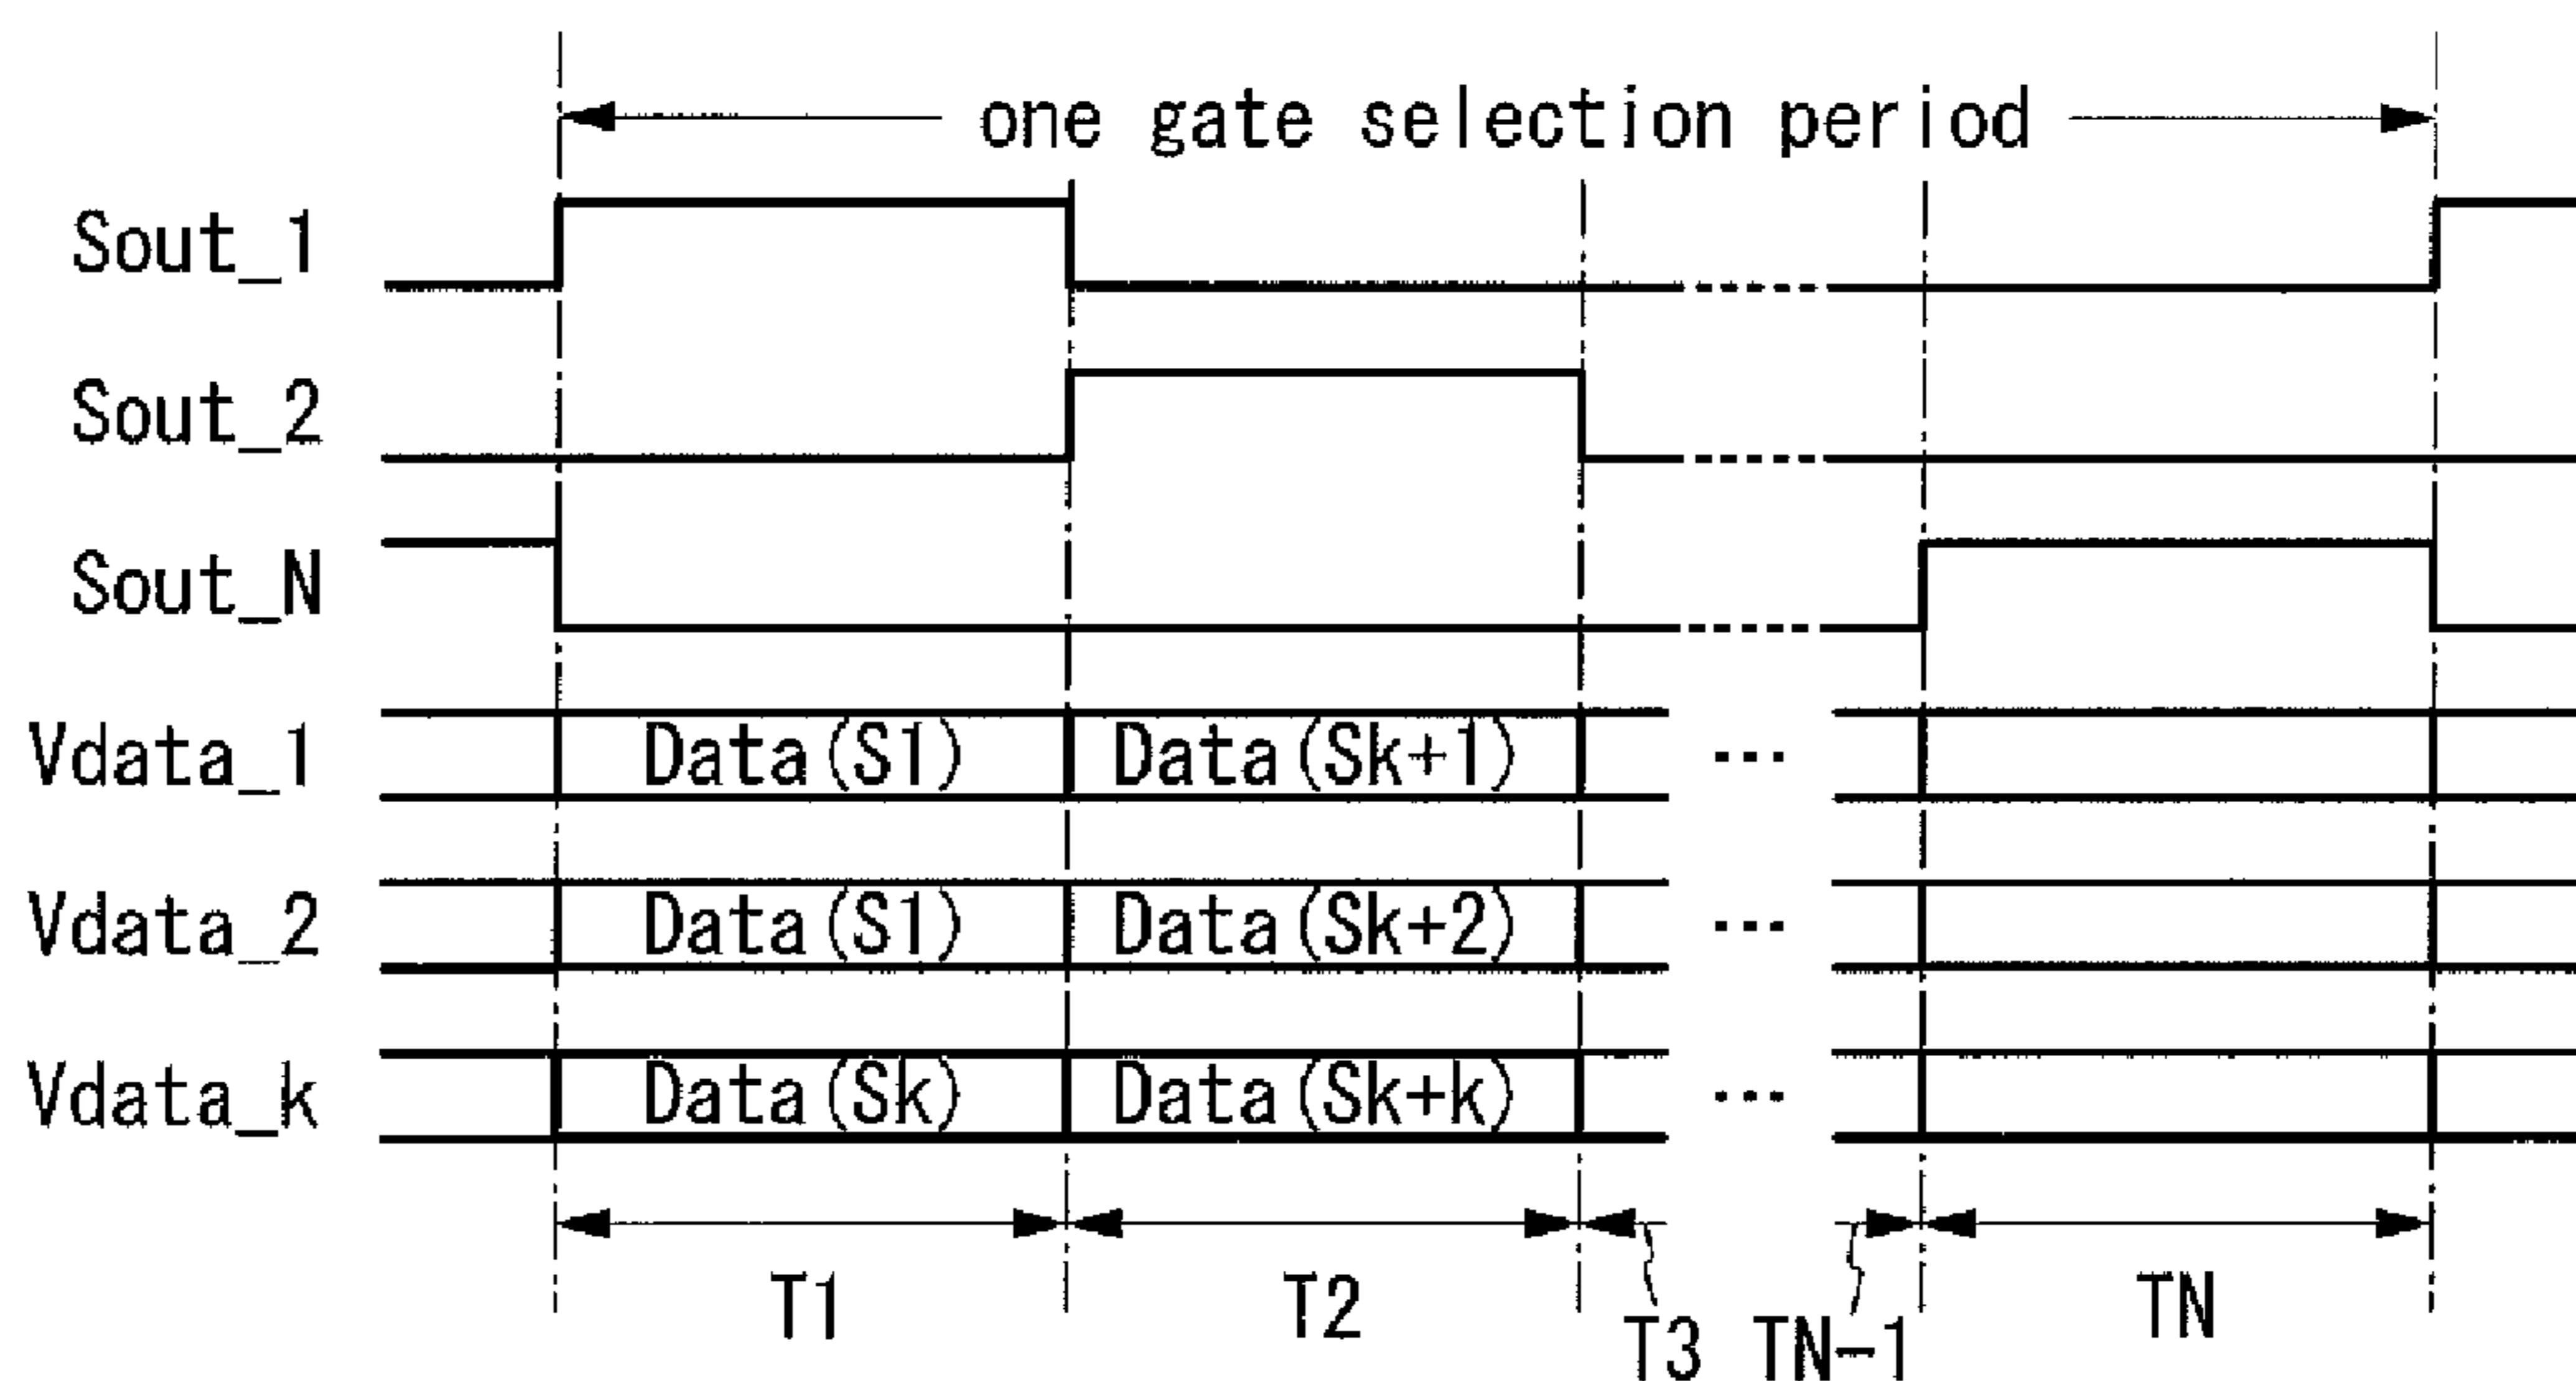 one gate selection period
Sout_1
Sout_2
Sout_N
Vdata_1 Data(S1) Data(Sk+1) ...
Vdata_2 Data(S1) Data(Sk+2) ...
Vdata_k Data(Sk) Data(Sk+k) ...
T1 T2 T3 TN-1 TN